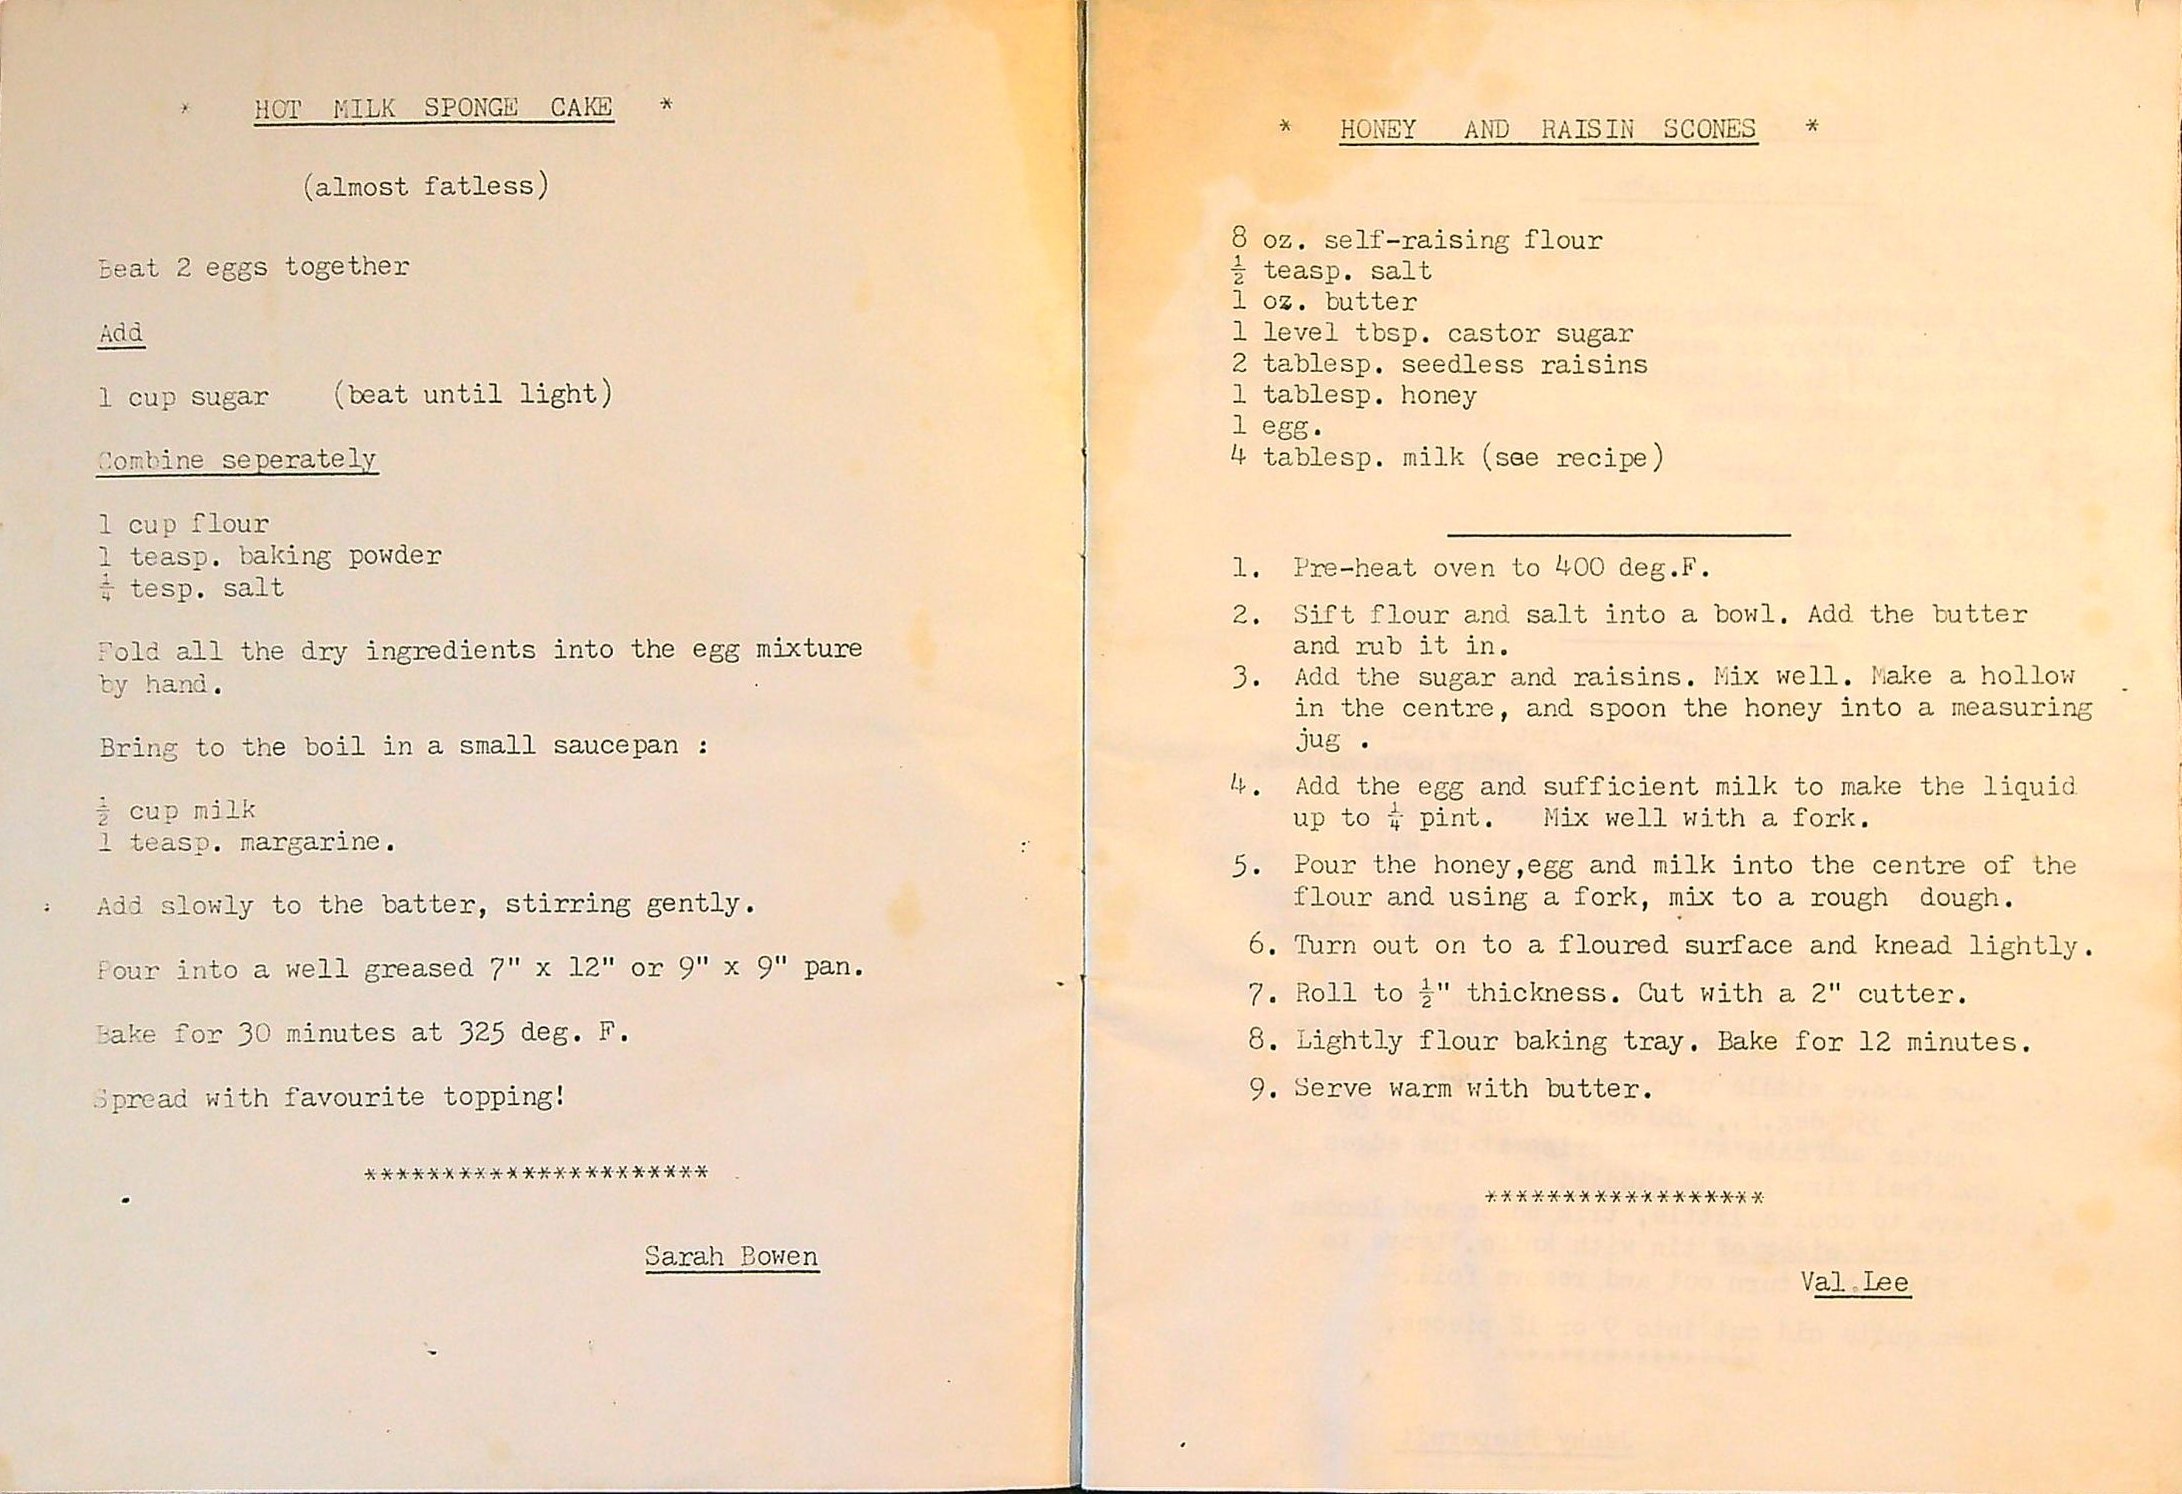 * HOT MILK SPONGE CAKE *
(almost fatless)
Beat 2 eggs together
Add
1 cup sugar (beat until light)
Combine seperately
1 cup flour
1 teasp. baking powder
¼ tesp. salt
Fold all the dry ingredients into the egg mixture
by hand.
Bring to the boil in a small saucepan :
½ cup milk
1 teasp. margarine.
Add slowly to the batter, stirring gently.
Pour into a well greased 7" x 12" or 9" x 9" pan.
Bake for 30 minutes at 325 deg. F.
Spread with favourite topping!
**********************
Sarah Bowen
* HONEY AND RAISIN SCONES *
8 oz. self-raising flour
½ teasp. salt
1 oz. butter
1 level tbsp. castor sugar
2 tablesp. seedless raisins
1 tablesp. honey
1 egg.
4 tablesp. milk (see recipe)
1. Pre-heat oven to 400 deg.F.
2. Sift flour and salt into a bowl. Add the butter
and rub it in.
3. Add the sugar and raisins. Mix well. Make a hollow
in the centre, and spoon the honey into a measuring
jug .
4. Add the egg and sufficient milk to make the liquid
up to ¼ pint. Mix well with a fork.
5. Pour the honey,egg and milk into the centre of the
flour and using a fork, mix to a rough dough.
6. Turn out on to a floured surface and knead lightly.
7. Roll to ½" thickness. Cut with a 2" cutter.
8. Lightly flour baking tray. Bake for 12 minutes.
9. Serve warm with butter.
******************
Val.Lee